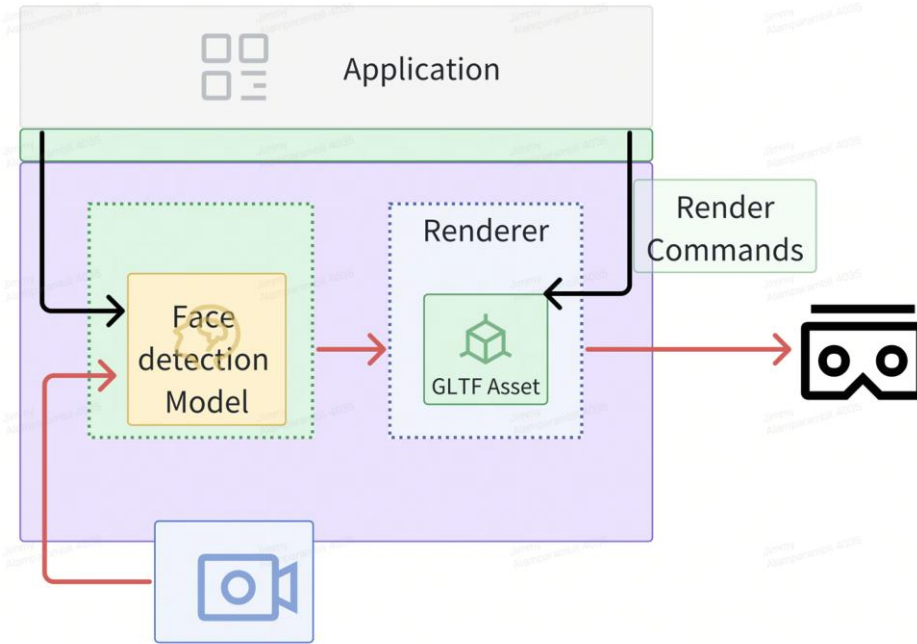 Application
Render
Commands
Renderer
Face
detection
Model
GLTF Asset